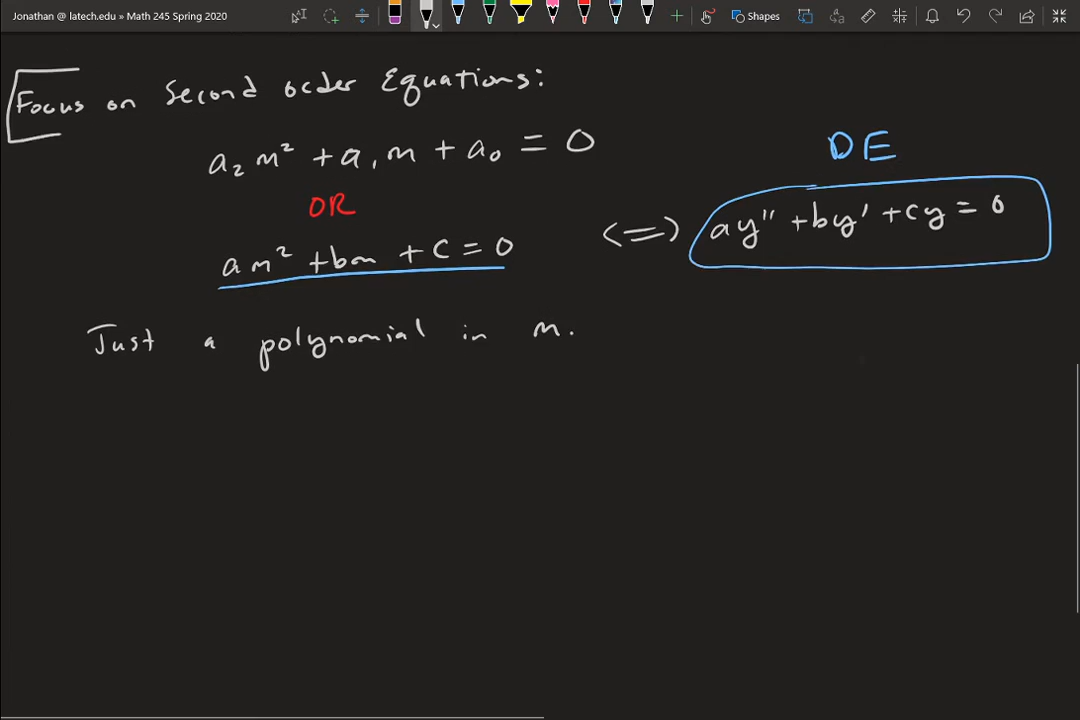 Jonathan @ latech.edu » Math 245 Spring 2020
Shapes
Focus on Second order Equations:
a₂m² + a₁m + a₀ = 0
DE
OR
<=> ay'' + by' + cy = 0
am² + bm + c = 0
Just a polynomial in m.